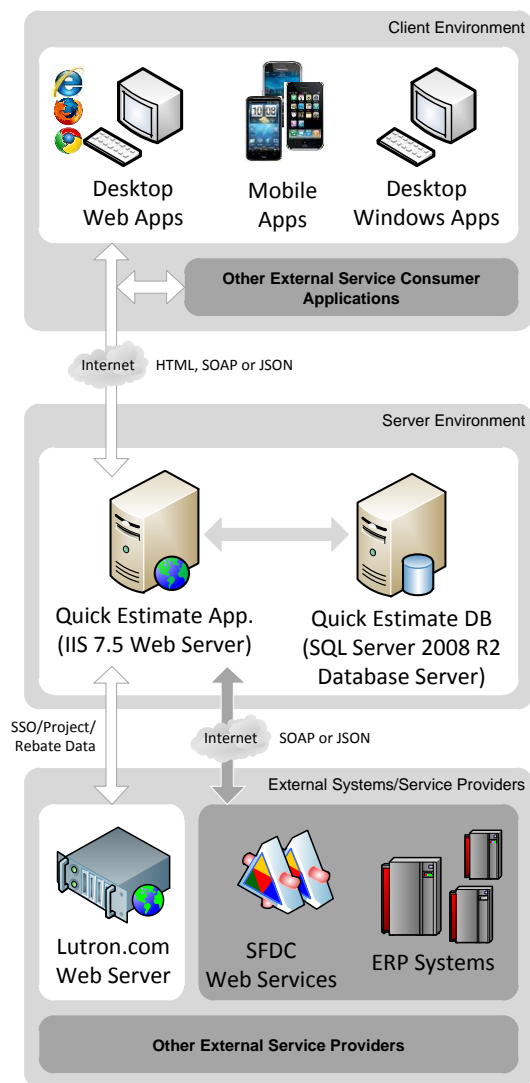 Client Environment
Desktop
Web Apps
Mobile
Apps
Desktop
Windows Apps
Other External Service Consumer
Applications
Internet
HTML, SOAP or JSON
Server Environment
Quick Estimate App.
(IIS 7.5 Web Server)
Quick Estimate DB
(SQL Server 2008 R2
Database Server)
SSO/Project/
Rebate Data
Internet
SOAP or JSON
External Systems/Service Providers
Lutron.com
Web Server
SFDC
Web Services
ERP Systems
Other External Service Providers